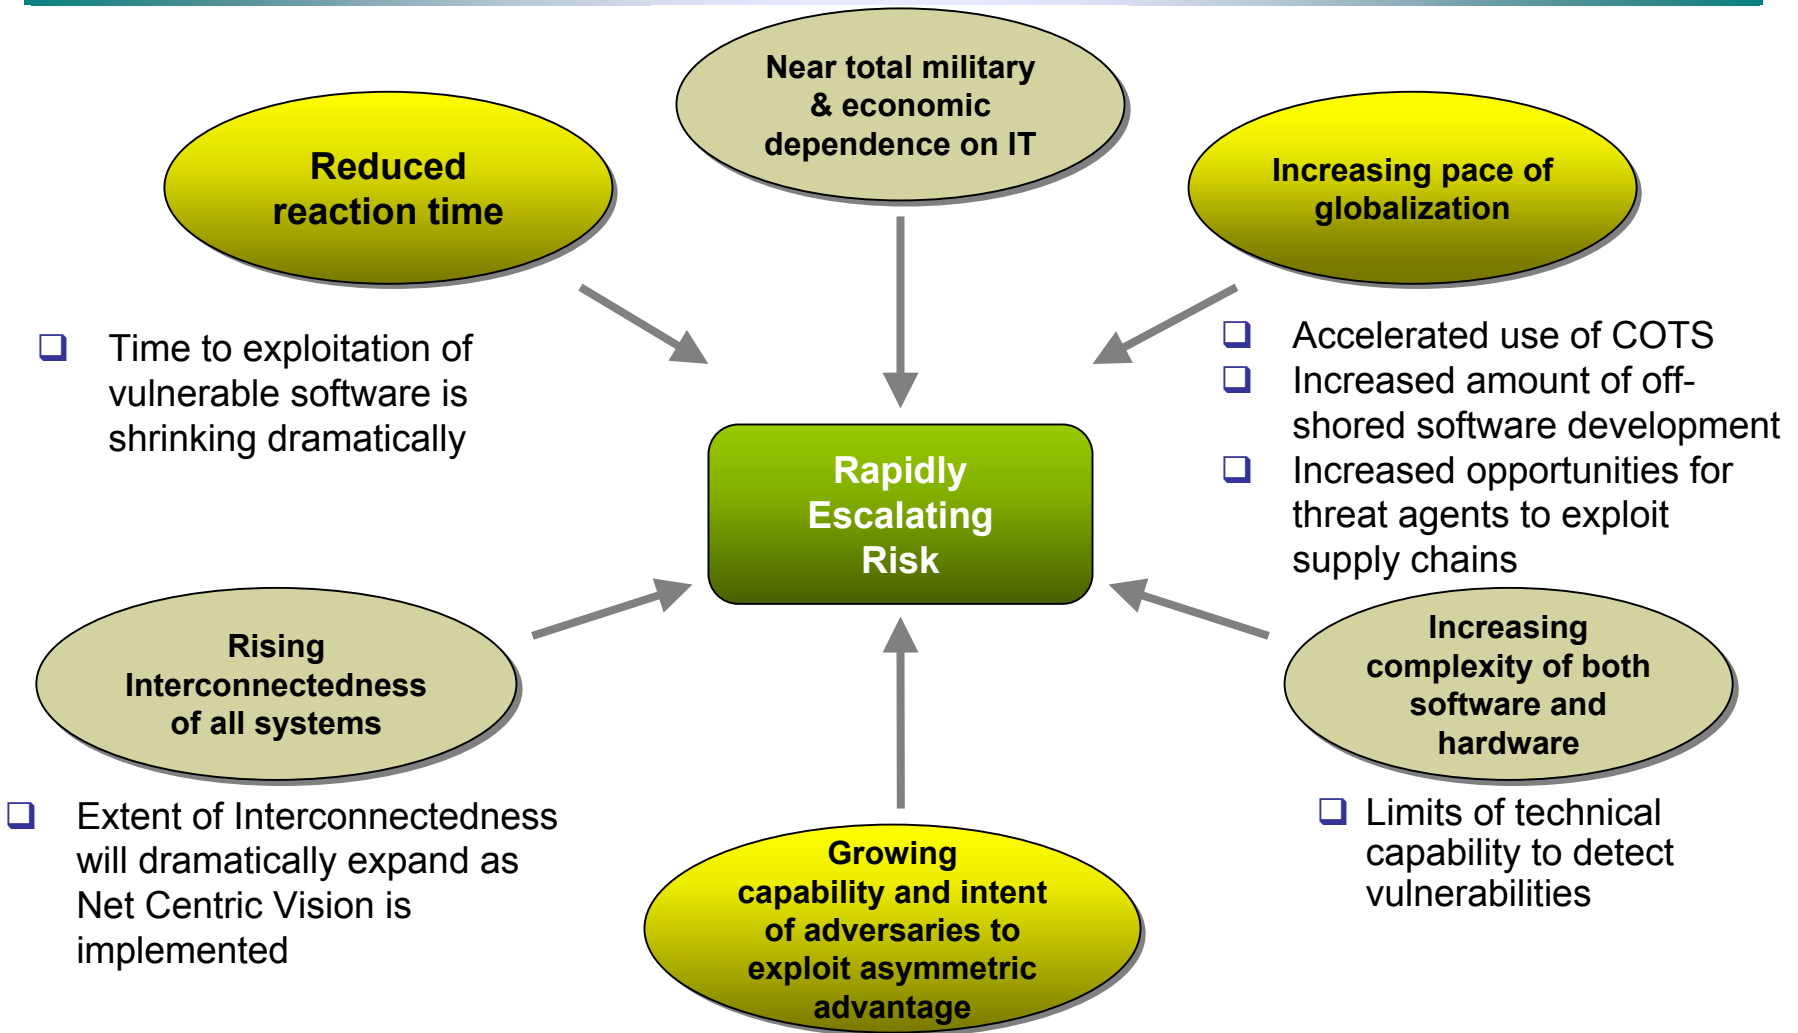 Near total military
& economic
dependence on IT
Reduced
reaction time
Increasing pace of
globalization
Time to exploitation of
vulnerable software is
shrinking dramatically
Accelerated use of COTS
Increased amount of off-
shored software development
Increased opportunities for
threat agents to exploit
supply chains
Rapidly
Escalating
Risk
Rising
Interconnectedness
of all systems
Increasing
complexity of both
software and
hardware
Extent of Interconnectedness
will dramatically expand as
Net Centric Vision is
implemented
Growing
capability and intent
of adversaries to
exploit asymmetric
advantage
Limits of technical
capability to detect
vulnerabilities